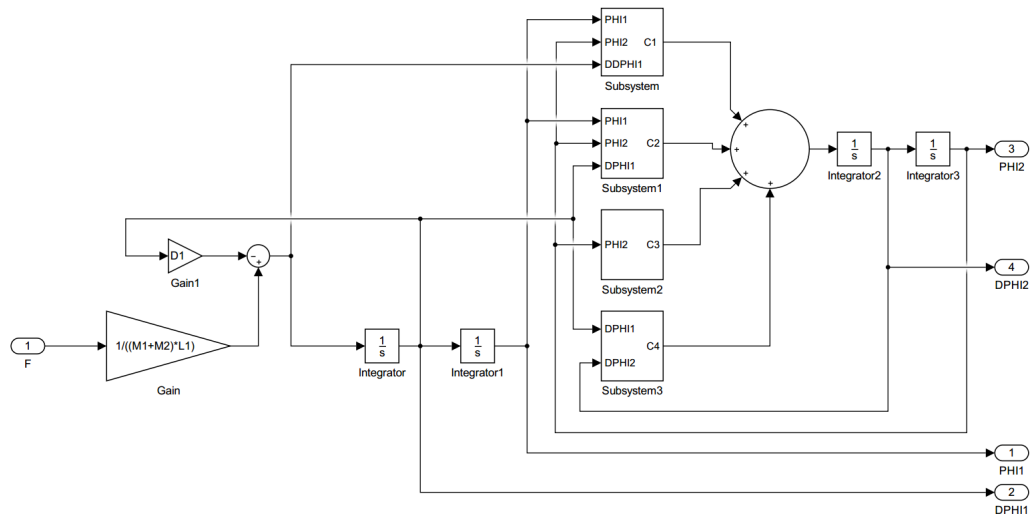 PHI1
PHI2 C1
DDPHI1
Subsystem
PHI1
PHI2 C2
DPHI1
Subsystem1
PHI2 C3
Subsystem2
DPHI1
C4
DPHI2
Subsystem3
+
+
+
+
1
s
Integrator2
1
s
Integrator3
3
PHI2
4
DPHI2
D1
Gain1
−
+
1
F
1/((M1+M2)*L1)
Gain
1
s
Integrator
1
s
Integrator1
1
PHI1
2
DPHI1